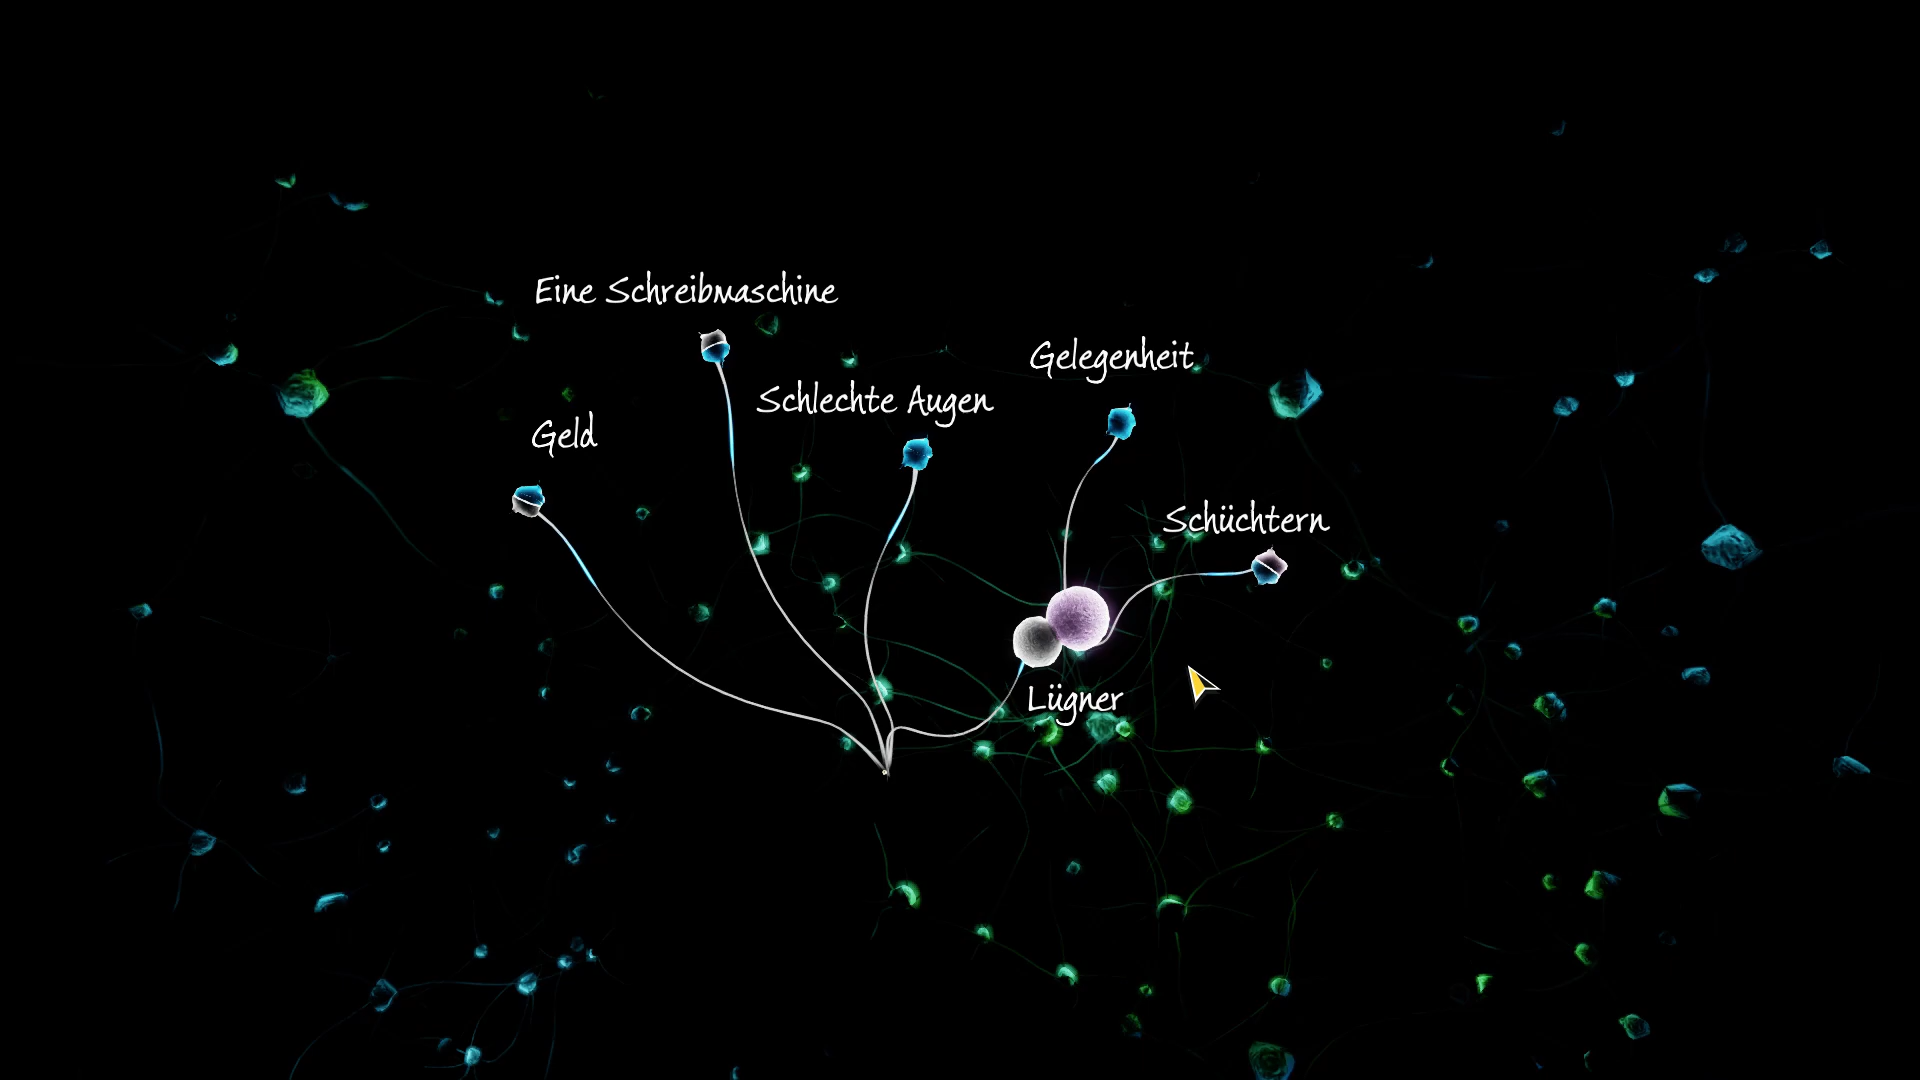 Eine Schreibmaschine
Gelegenheit
Schlechte Augen
Geld
Schüchtern
Lügner